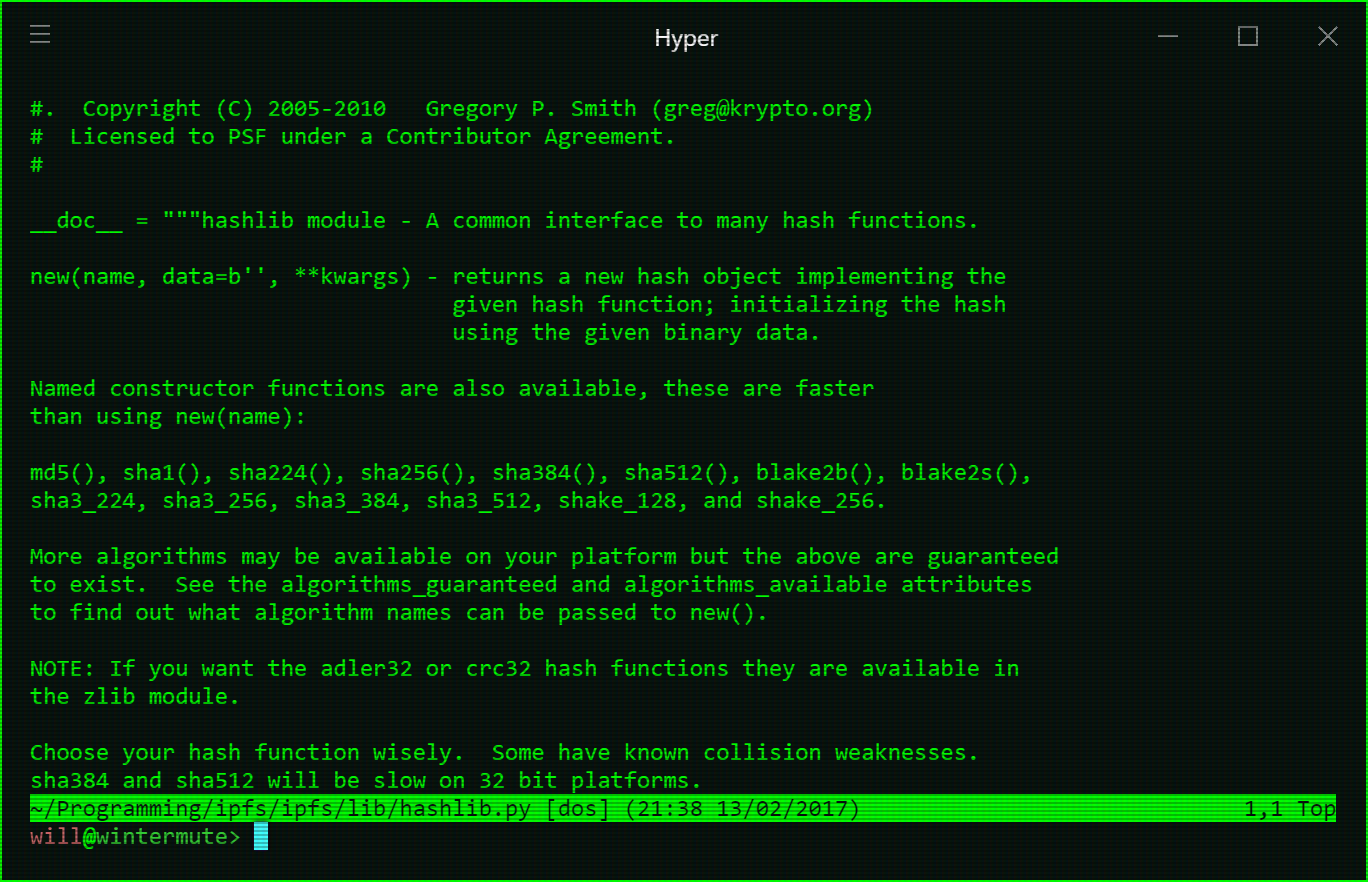 Hyper
#.  Copyright (C) 2005-2010   Gregory P. Smith (greg@krypto.org)
#  Licensed to PSF under a Contributor Agreement.
#
__doc__ = """hashlib module - A common interface to many hash functions.
new(name, data=b'', **kwargs) - returns a new hash object implementing the
                                given hash function; initializing the hash
                                using the given binary data.
Named constructor functions are also available, these are faster
than using new(name):
md5(), sha1(), sha224(), sha256(), sha384(), sha512(), blake2b(), blake2s(),
sha3_224, sha3_256, sha3_384, sha3_512, shake_128, and shake_256.
More algorithms may be available on your platform but the above are guaranteed
to exist.  See the algorithms_guaranteed and algorithms_available attributes
to find out what algorithm names can be passed to new().
NOTE: If you want the adler32 or crc32 hash functions they are available in
the zlib module.
Choose your hash function wisely.  Some have known collision weaknesses.
sha384 and sha512 will be slow on 32 bit platforms.
~/Programming/ipfs/ipfs/lib/hashlib.py [dos] (21:38 13/02/2017)                             1,1 Top
will@wintermute>